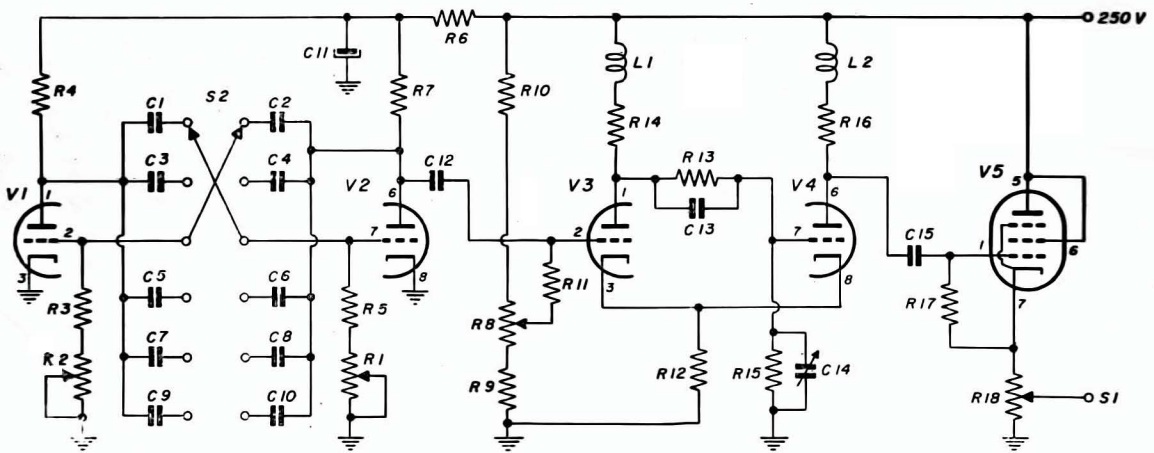 250V
R6
C11
R4
C1
S2
C2
R7
R10
L1
L2
R14
R16
C3
C4
C12
R13
V1
1
V2
6
V3
1
V4
6
V5
5
C13
2
7
2
7
C15
1
6
3
8
3
8
7
C5
C6
R11
R17
R3
R5
R8
C7
C8
R2
R1
R12
R15
C14
R9
C9
C10
R18
S1